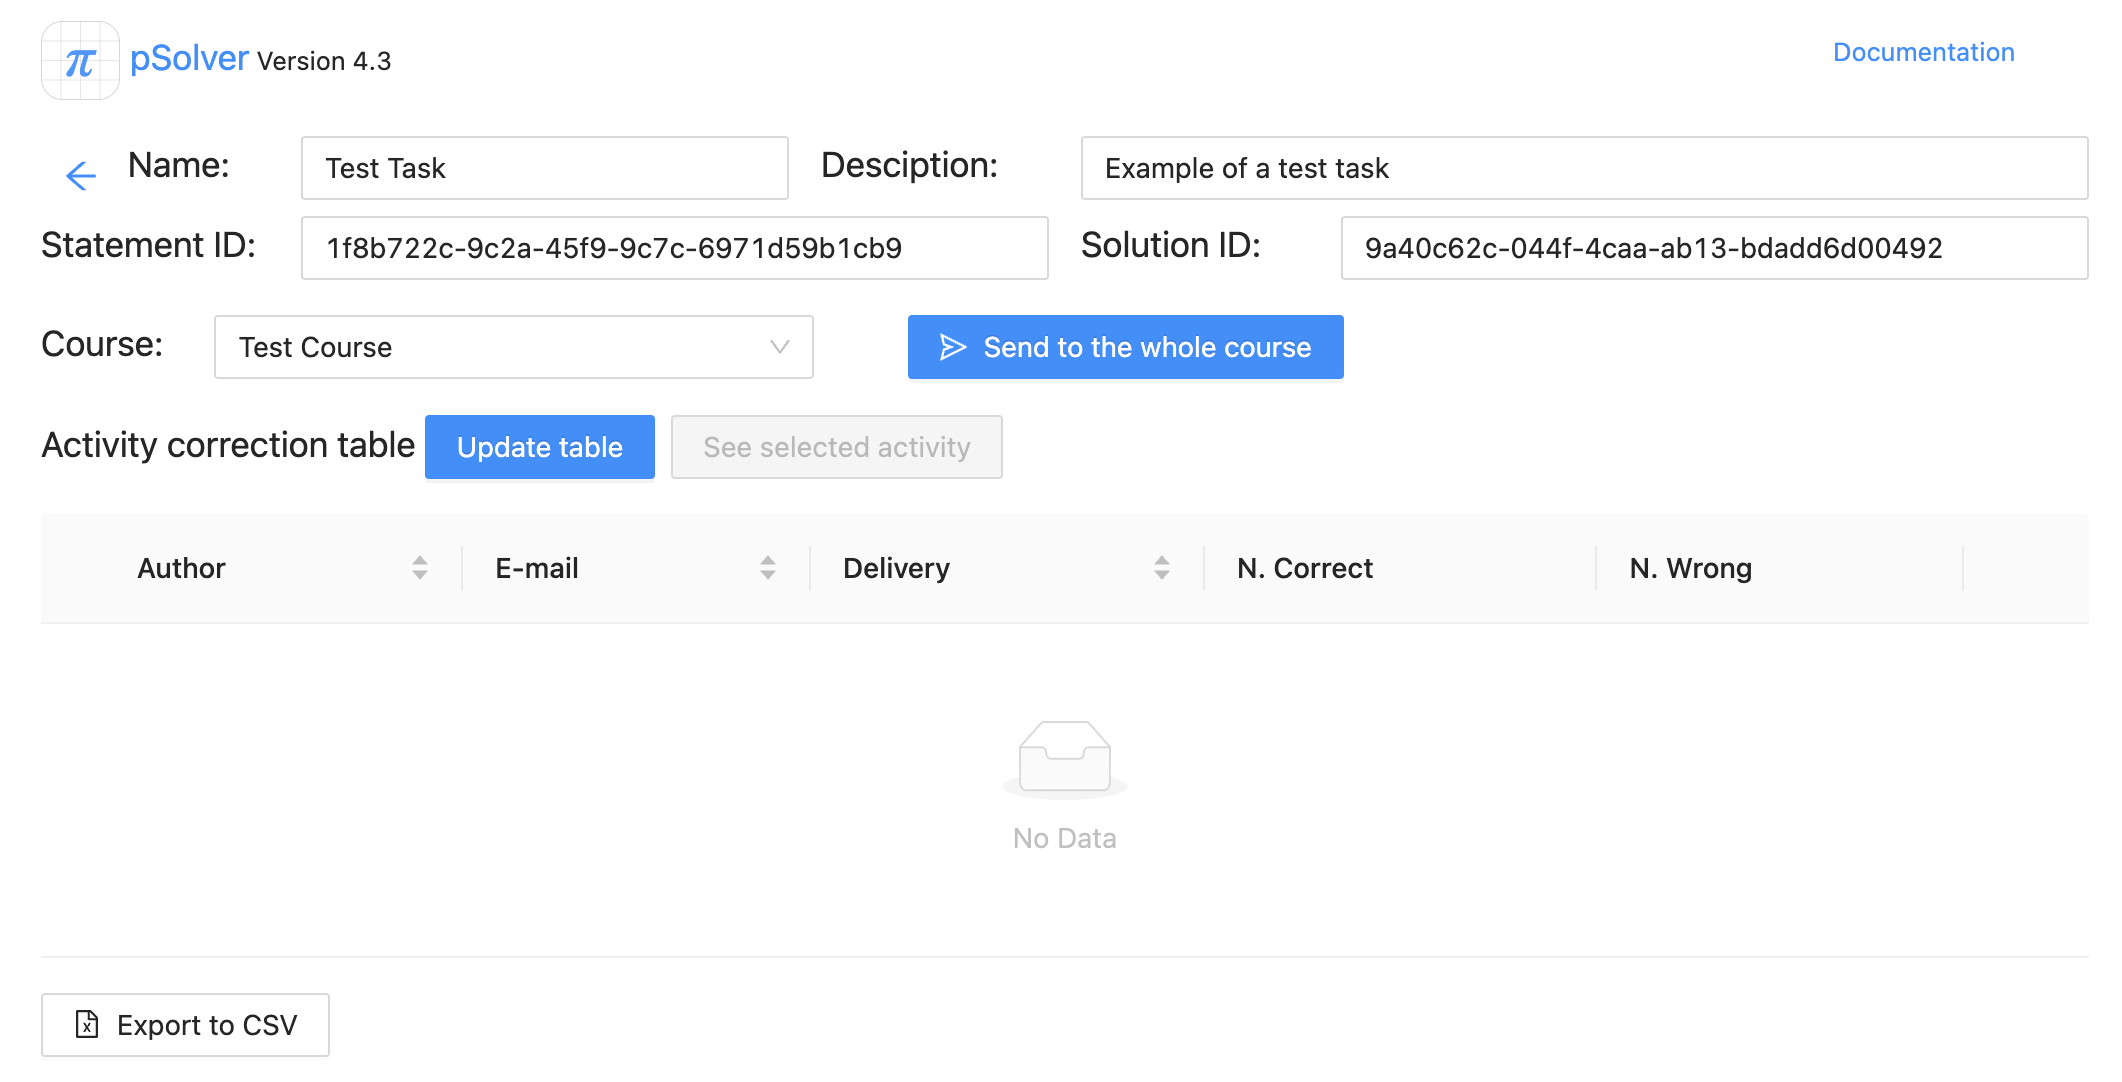 π pSolver Version 4.3 Documentation
Name: Test Task Desciption: Example of a test task
Statement ID: 1f8b722c-9c2a-45f9-9c7c-6971d59b1cb9 Solution ID: 9a40c62c-044f-4caa-ab13-bdadd6d00492
Course: Test Course Send to the whole course
Activity correction table Update table See selected activity
Author E-mail Delivery N. Correct N. Wrong
No Data
Export to CSV